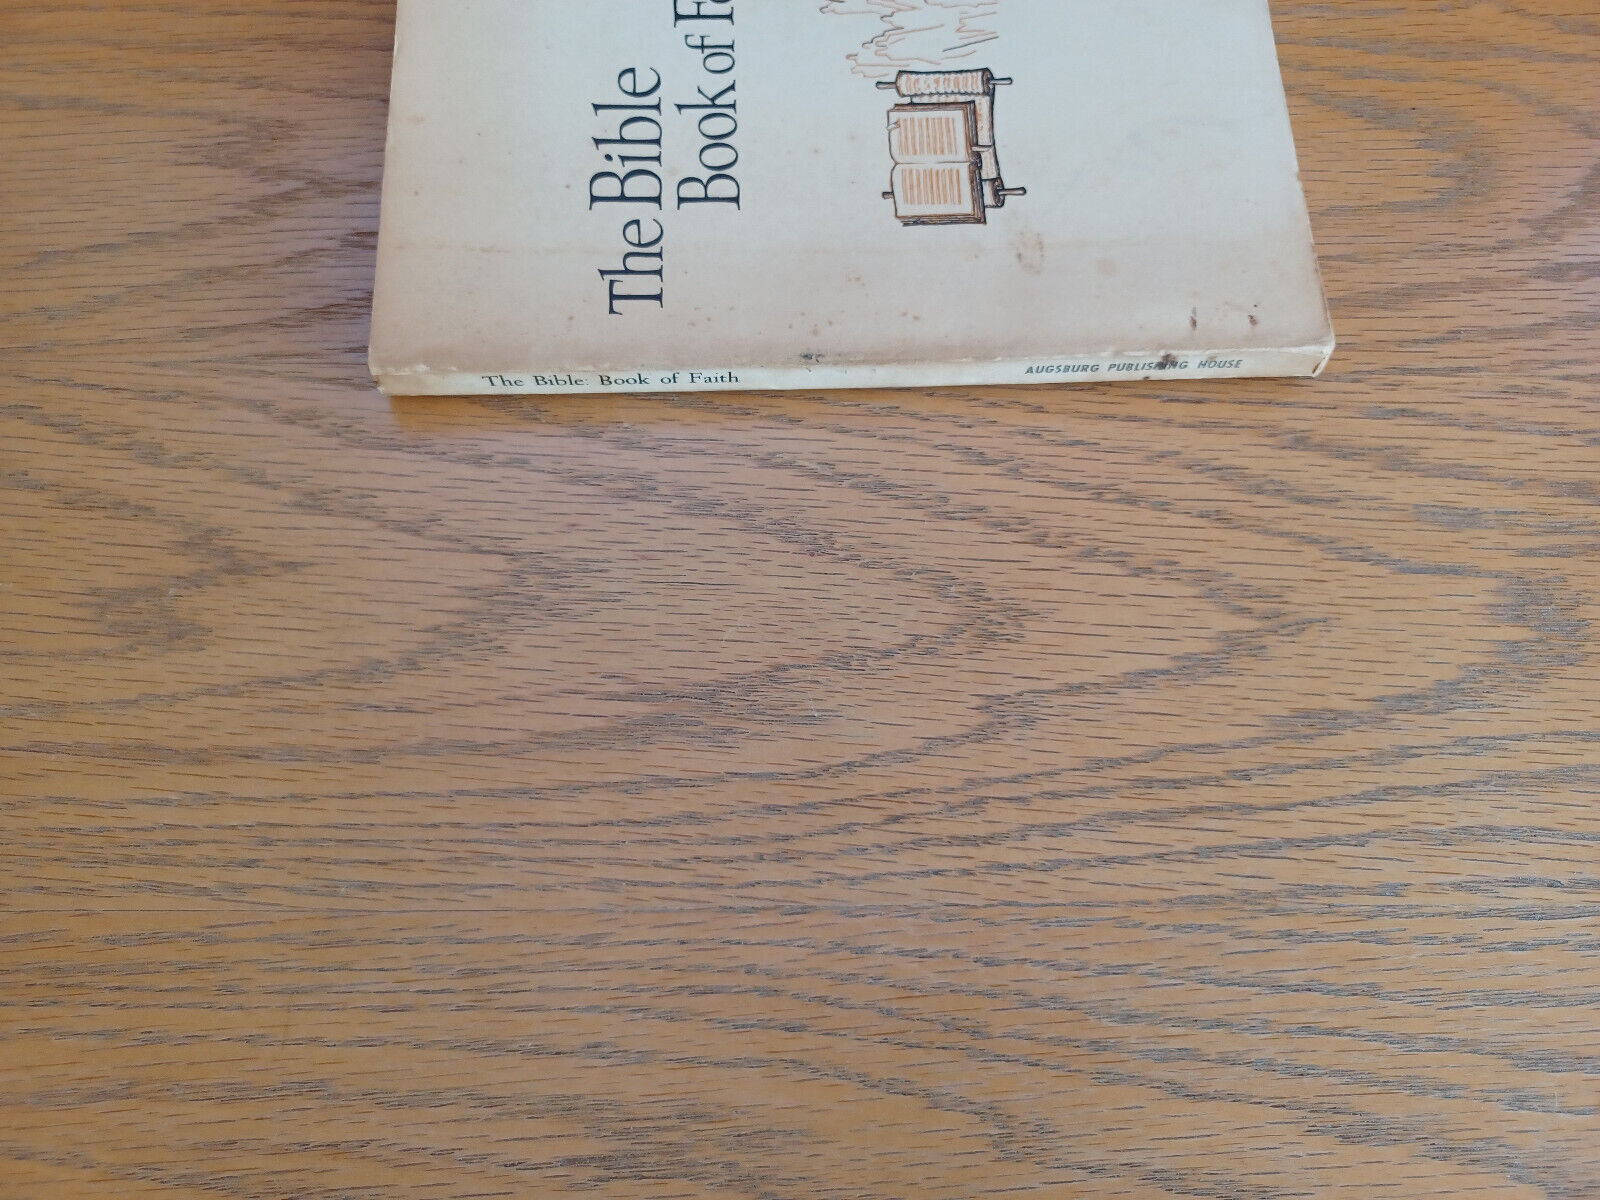 The Bible
Book of
The Bible: Book of Faith
AUGSBURG PUBLISHING HOUSE